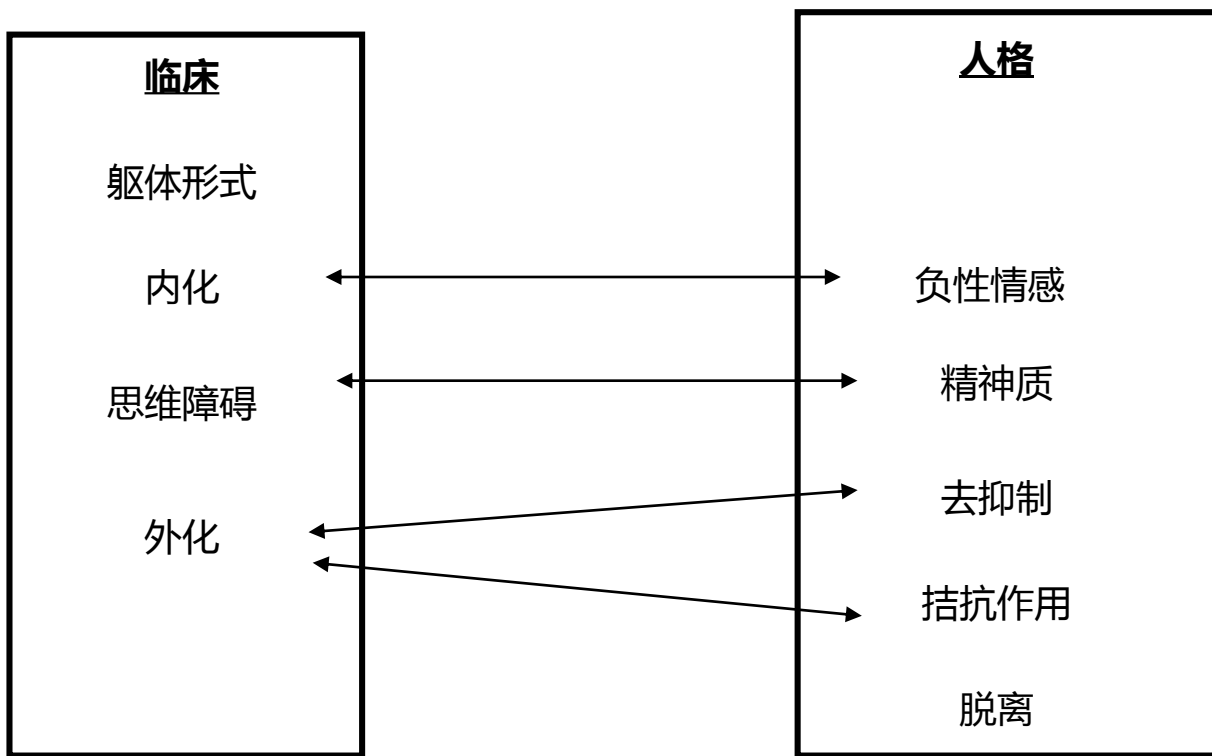 临床
躯体形式
内化
思维障碍
外化
人格
负性情感
精神质
去抑制
拮抗作用
脱离